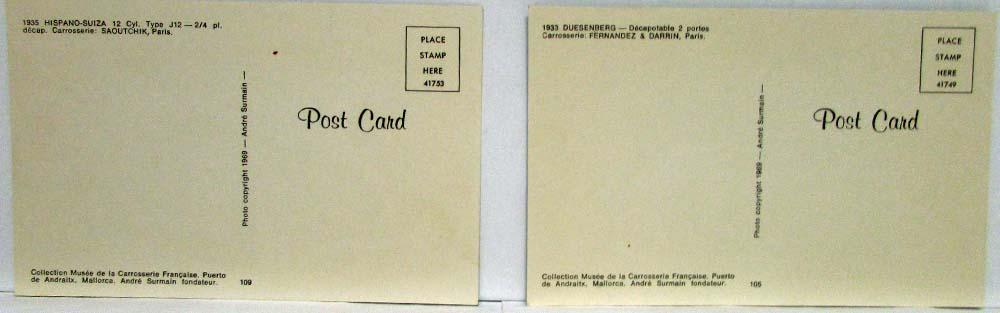 1935 HISPANO-SUIZA 12 Cyl. Type J12 — 2/4 pl.
décap. Carrosserie: SAOUTCHIK, Paris.
PLACE
STAMP
HERE
41753
Post Card
Photo copyright 1969 — André Surmain —
Collection Musée de la Carrosserie Française. Puerto
de Andraitx, Mallorca. André Surmain fondateur. 109
1933 DUESENBERG — Décapotable 2 portes
Carrosserie: FERNANDEZ & DARRIN, Paris.
PLACE
STAMP
HERE
41749
Post Card
Photo copyright 1969 — André Surmain —
Collection Musée de la Carrosserie Française. Puerto
de Andraitx, Mallorca. André Surmain fondateur. 105